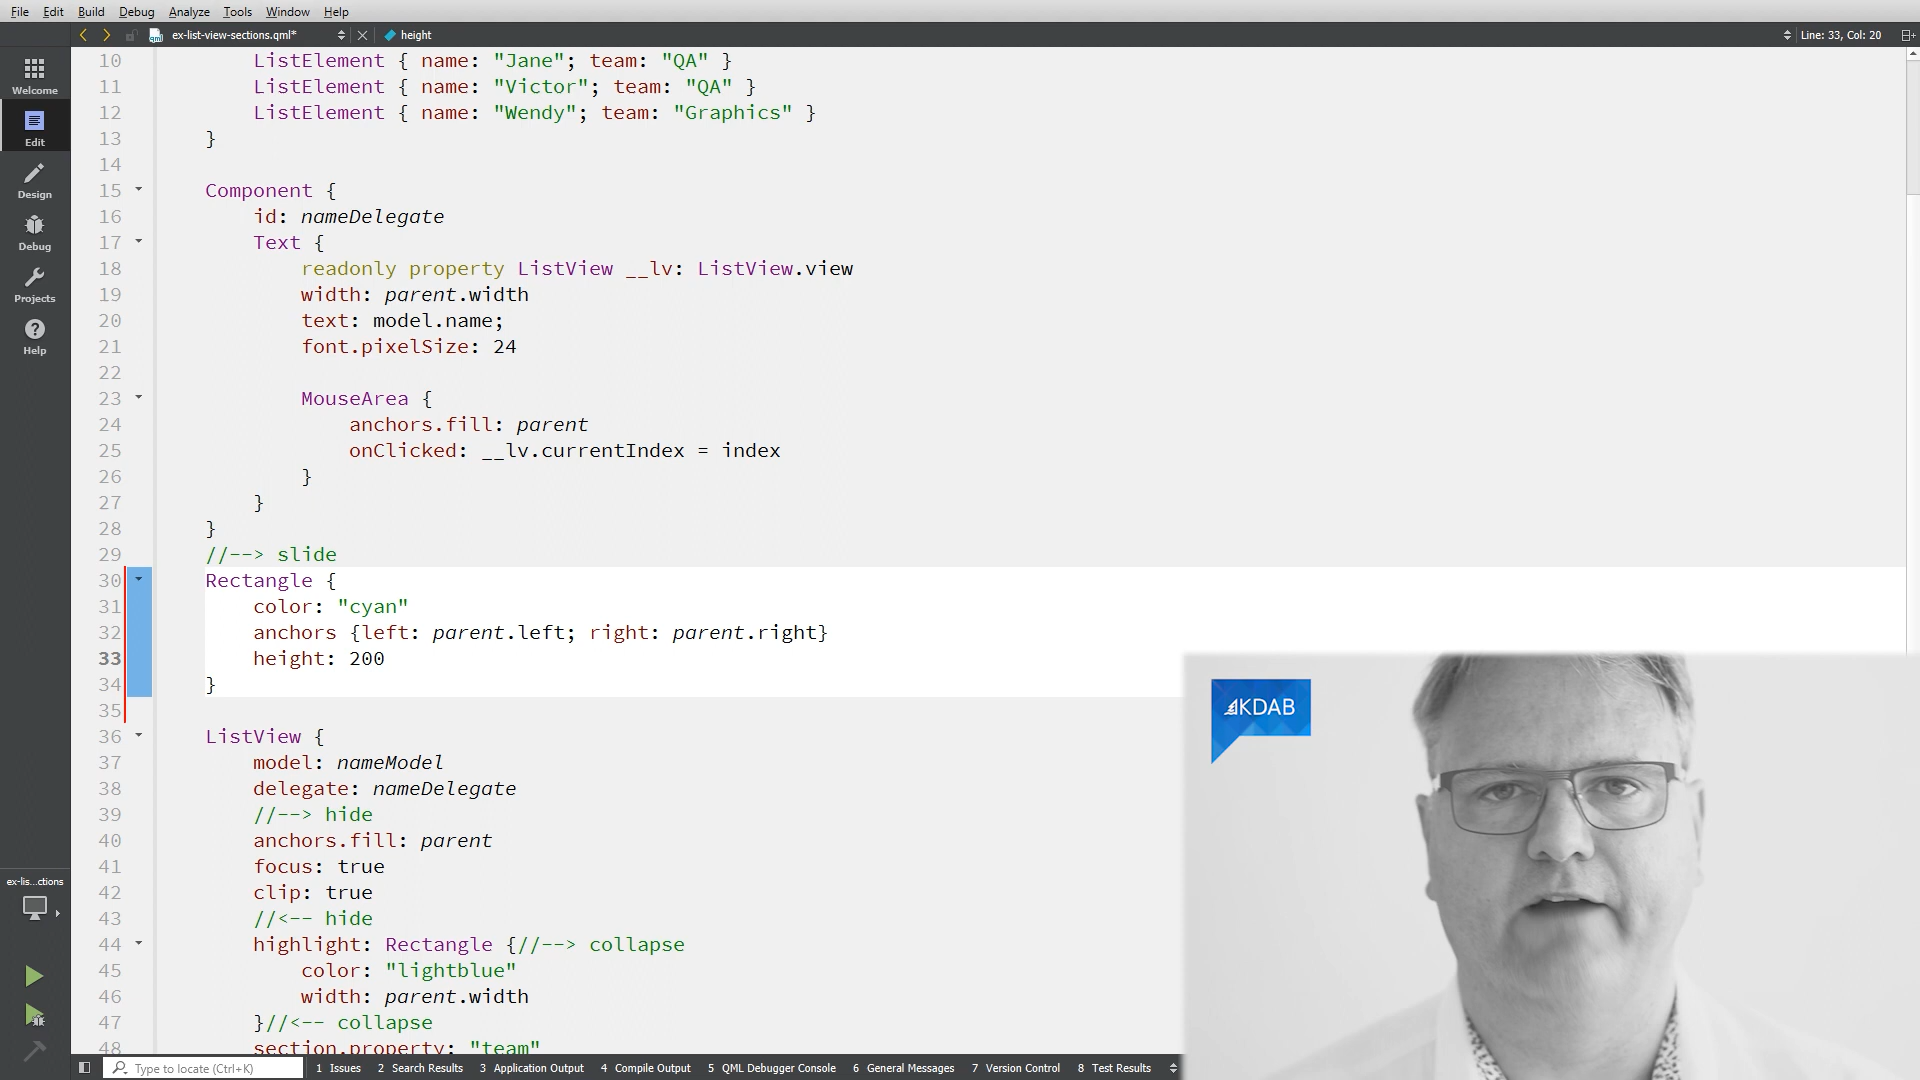 File Edit Build Debug Analyze Tools Window Help
ex-list-view-sections.qml* height Line: 33, Col: 20
Welcome
Edit
Design
Debug
Projects
Help
ex-lis...ctions
10 ListElement { name: "Jane"; team: "QA" }
11 ListElement { name: "Victor"; team: "QA" }
12 ListElement { name: "Wendy"; team: "Graphics" }
13 }
14
15 Component {
16 id: nameDelegate
17 Text {
18 readonly property ListView __lv: ListView.view
19 width: parent.width
20 text: model.name;
21 font.pixelSize: 24
22
23 MouseArea {
24 anchors.fill: parent
25 onClicked: __lv.currentIndex = index
26 }
27 }
28 }
29 //--> slide
30 Rectangle {
31 color: "cyan"
32 anchors {left: parent.left; right: parent.right}
33 height: 200
34 }
35
36 ListView {
37 model: nameModel
38 delegate: nameDelegate
39 //--> hide
40 anchors.fill: parent
41 focus: true
42 clip: true
43 //<-- hide
44 highlight: Rectangle {//--> collapse
45 color: "lightblue"
46 width: parent.width
47 }//<-- collapse
48 section.property: "team"
KDAB
Type to locate (Ctrl+K) 1 Issues 2 Search Results 3 Application Output 4 Compile Output 5 QML Debugger Console 6 General Messages 7 Version Control 8 Test Results